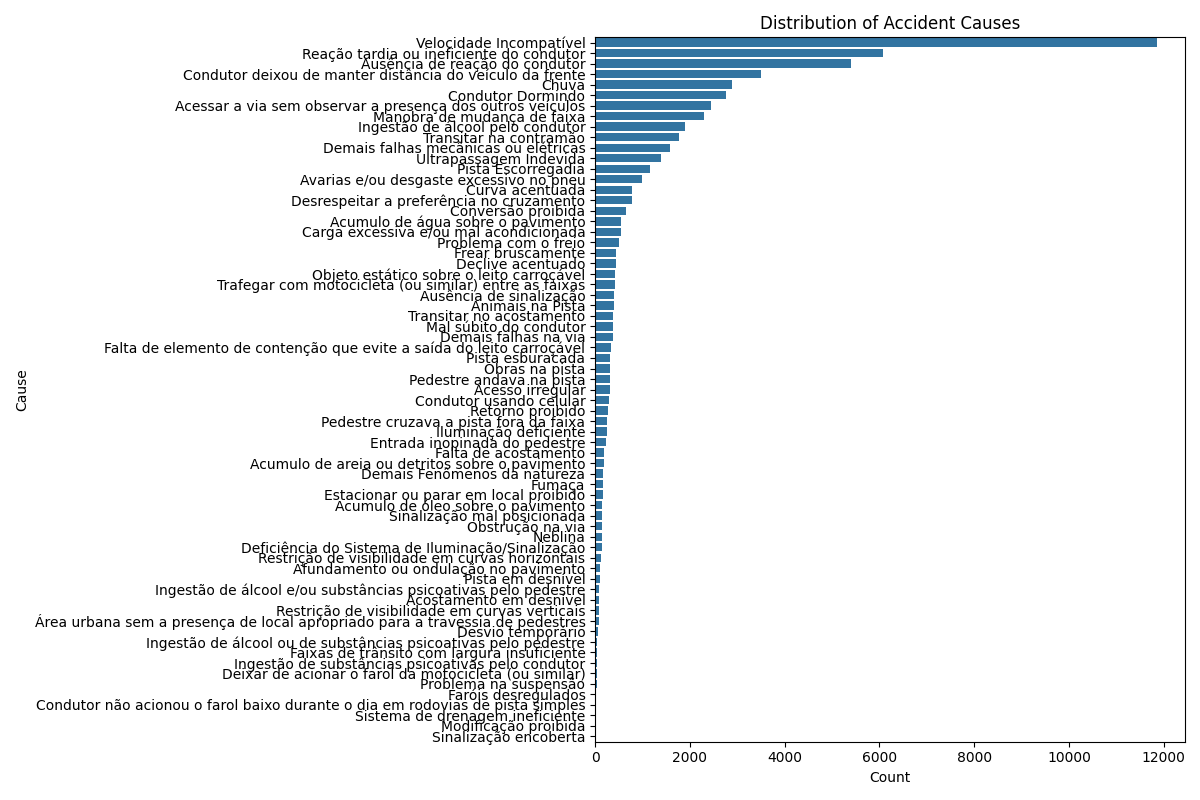 Distribution of Accident Causes
Velocidade Incompatível
Reação tardia ou ineficiente do condutor
Ausência de reação do condutor
Condutor deixou de manter distância do veículo da frente
Chuva
Condutor Dormindo
Acessar a via sem observar a presença dos outros veículos
Manobra de mudança de faixa
Ingestão de álcool pelo condutor
Transitar na contramão
Demais falhas mecânicas ou elétricas
Ultrapassagem Indevida
Pista Escorregadia
Avarias e/ou desgaste excessivo no pneu
Curva acentuada
Desrespeitar a preferência no cruzamento
Conversão proibida
Acumulo de água sobre o pavimento
Carga excessiva e/ou mal acondicionada
Problema com o freio
Frear bruscamente
Declive acentuado
Objeto estático sobre o leito carroçável
Trafegar com motocicleta (ou similar) entre as faixas
Ausência de sinalização
Animais na Pista
Transitar no acostamento
Mal súbito do condutor
Demais falhas na via
Falta de elemento de contenção que evite a saída do leito carroçável
Pista esburacada
Obras na pista
Pedestre andava na pista
Acesso irregular
Condutor usando celular
Retorno proibido
Pedestre cruzava a pista fora da faixa
Iluminação deficiente
Entrada inopinada do pedestre
Falta de acostamento
Acumulo de areia ou detritos sobre o pavimento
Demais Fenômenos da natureza
Fumaça
Estacionar ou parar em local proibido
Acumulo de óleo sobre o pavimento
Sinalização mal posicionada
Obstrução na via
Neblina
Deficiência do Sistema de Iluminação/Sinalização
Restrição de visibilidade em curvas horizontais
Afundamento ou ondulação no pavimento
Pista em desnível
Ingestão de álcool e/ou substâncias psicoativas pelo pedestre
Acostamento em desnível
Restrição de visibilidade em curvas verticais
Área urbana sem a presença de local apropriado para a travessia de pedestres
Desvio temporário
Ingestão de álcool ou de substâncias psicoativas pelo pedestre
Faixas de trânsito com largura insuficiente
Ingestão de substâncias psicoativas pelo condutor
Deixar de acionar o farol da motocicleta (ou similar)
Problema na suspensão
Faróis desregulados
Condutor não acionou o farol baixo durante o dia em rodovias de pista simples
Sistema de drenagem ineficiente
Modificação proibida
Sinalização encoberta
Cause
0 2000 4000 6000 8000 10000 12000
Count